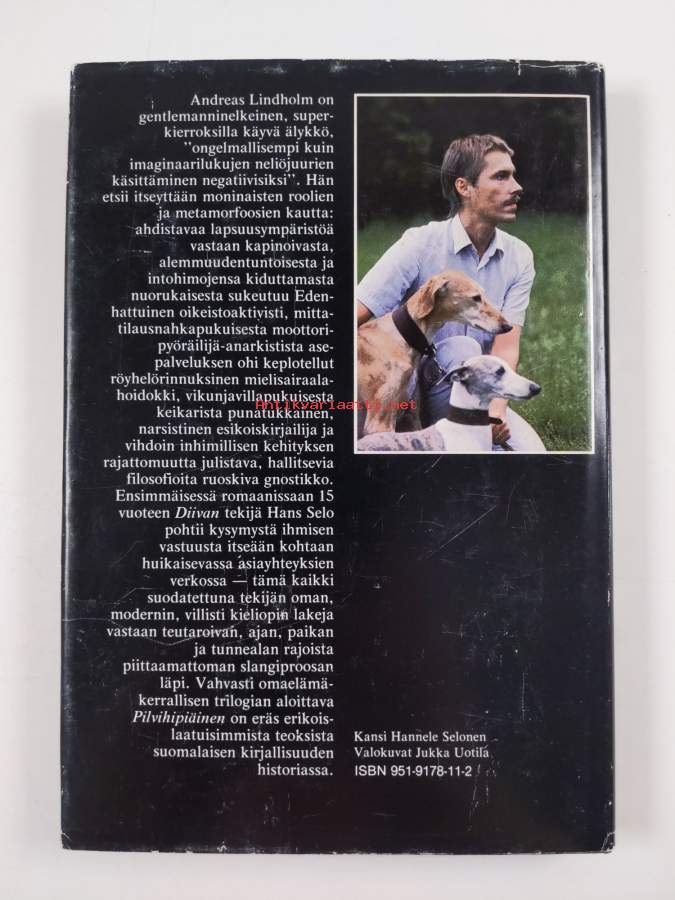 Andreas Lindholm on
gentlemanninelkeinen, super-
kierroksilla käyvä älykkö,
”ongelmallisempi kuin
imaginaarilukujen neliöjuurien
käsittäminen negatiivisiksi”. Hän
etsii itseyttään moninaisten roolien
ja metamorfoosien kautta:
ahdistavaa lapsuusympäristöä
vastaan kapinoivasta,
alemmuudentuntoisesta ja
intohimojensa kiduttamasta
nuorukaisesta sukeutuu Eden-
hattuinen oikeistoaktivisti, mitta-
tilausnahkapukuisesta moottori-
pyöräilijä-anarkistista ase-
palveluksen ohi keplotellut
röyhelörinnuksinen mielisairaala-
hoidokki, vikunjavillapukuisesta
keikarista punatukkainen,
narsistinen esikoiskirjailija ja
vihdoin inhimillisen kehityksen
rajattomuutta julistava, hallitsevia
filosofioita ruoskiva gnostikko.
Ensimmäisessä romaanissaan 15
vuoteen Diivan tekijä Hans Selo
pohtii kysymystä ihmisen
vastuusta itseään kohtaan
huikaisevassa asiayhteyksien
verkossa — tämä kaikki
suodatettuna tekijän oman,
modernin, villisti kieliopin lakeja
vastaan teutaroivan, ajan, paikan
ja tunnealan rajoista
piittaamattoman slangiproosan
läpi. Vahvasti omaelämä-
kerrallisen trilogian aloittava
Pilvihipiäinen on eräs erikois-
laatuisimmista teoksista
suomalaisen kirjallisuuden
historiassa.
Antikvariaatti.net
Kansi Hannele Selonen
Valokuvat Jukka Uotila
ISBN 951-9178-11-2